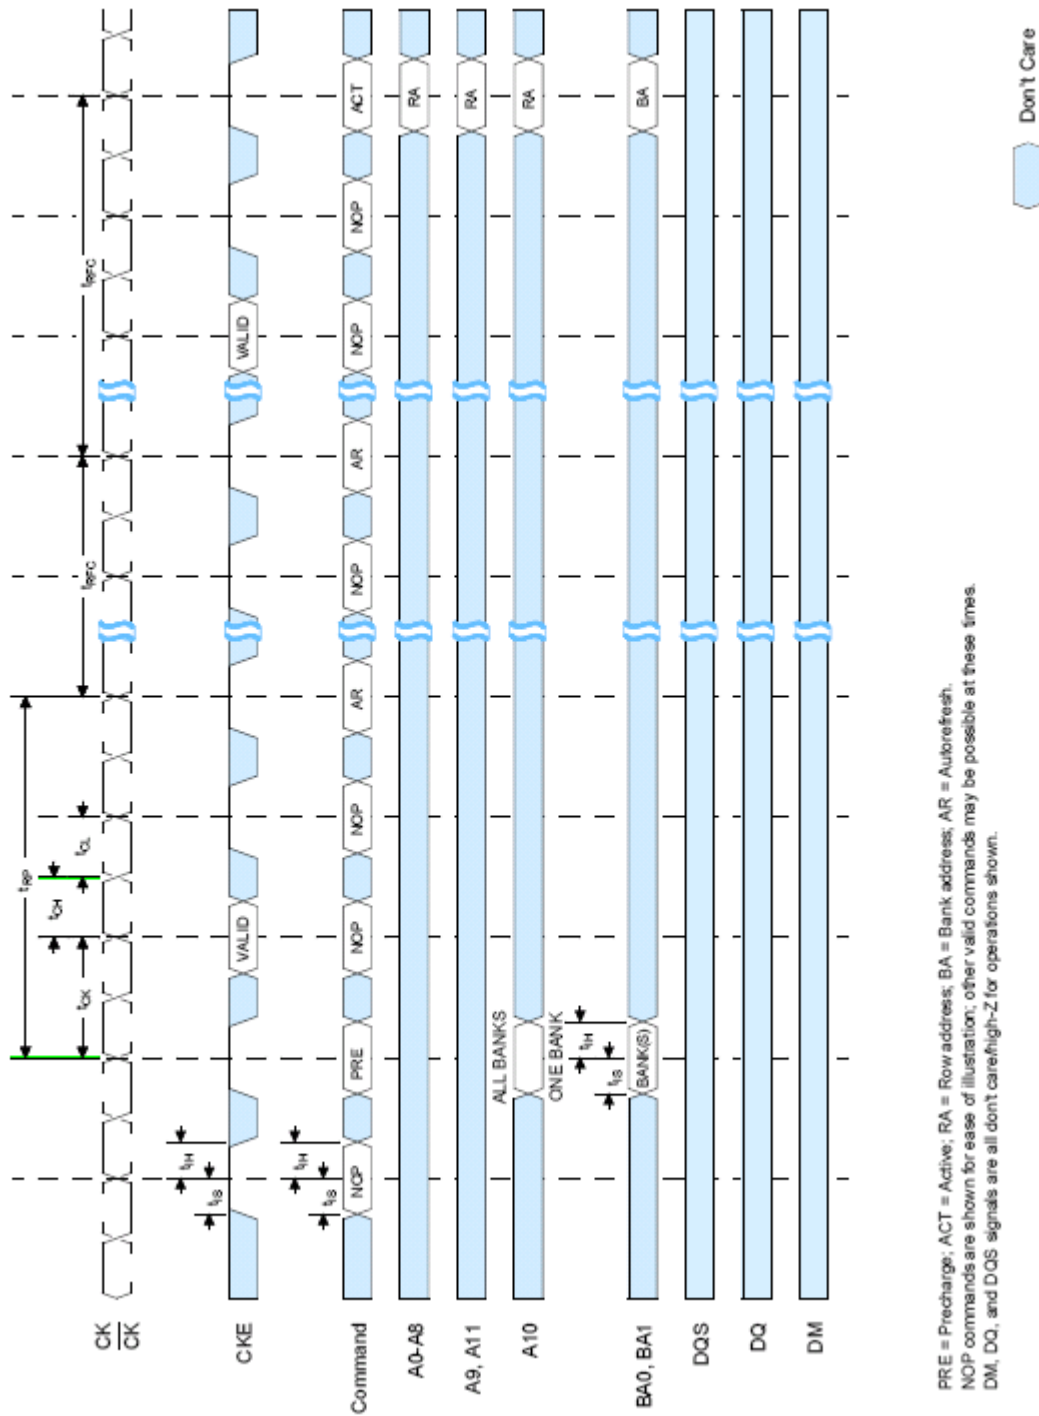 tRP
tCH
tCK
tCL
tRFC
tRFC
CK
CK
tIS
tIH
CKE
VALID
VALID
tIS
tIH
Command
NOP
PRE
NOP
NOP
AR
NOP
AR
NOP
NOP
ACT
A0-A8
RA
A9, A11
RA
ALL BANKS
A10
RA
ONE BANK
tIS
tIH
BA0, BA1
BANK(S)
BA
DQS
DQ
DM
PRE = Precharge; ACT = Active; RA = Row address; BA = Bank address; AR = Autorefresh.
NOP commands are shown for ease of illustration; other valid commands may be possible at these times.
DM, DQ, and DQS signals are all don't care/high-Z for operations shown.
Don't Care